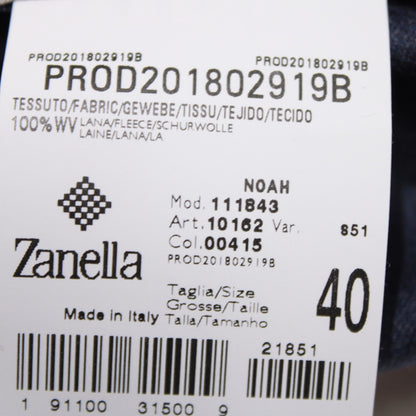 PROD201802919B PROD201802919B
PROD201802919B
TESSUTO/FABRIC/GEWEBE/TISSU/TEJIDO/TECIDO
100%WV LANA/FLEECE/SCHURWOLLE
LAINE/LANA/LA
NOAH
Mod. 111843
Art. 10162 Var. 851
Col. 00415
PROD201802919B
Zanella
Taglia/Size
Grosse/Taille
Talla/Tamanho
40
Made in Italy
21851
1 91100 31500 9